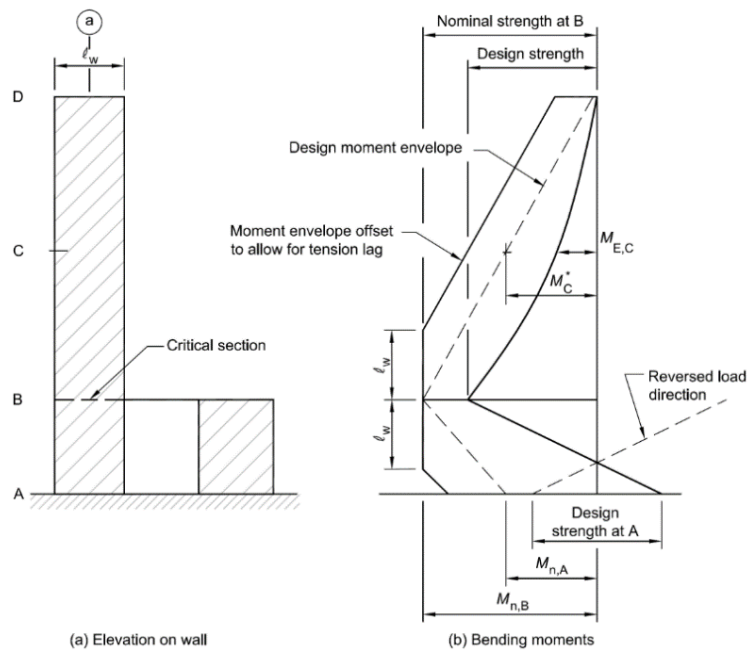 a
ℓw
D
C
B
A
Critical section
(a) Elevation on wall
Nominal strength at B
Design strength
Design moment envelope
Moment envelope offset
to allow for tension lag
ME,C
M*C
ℓw
ℓw
Reversed load
direction
Design
strength at A
Mn,A
Mn,B
(b) Bending moments